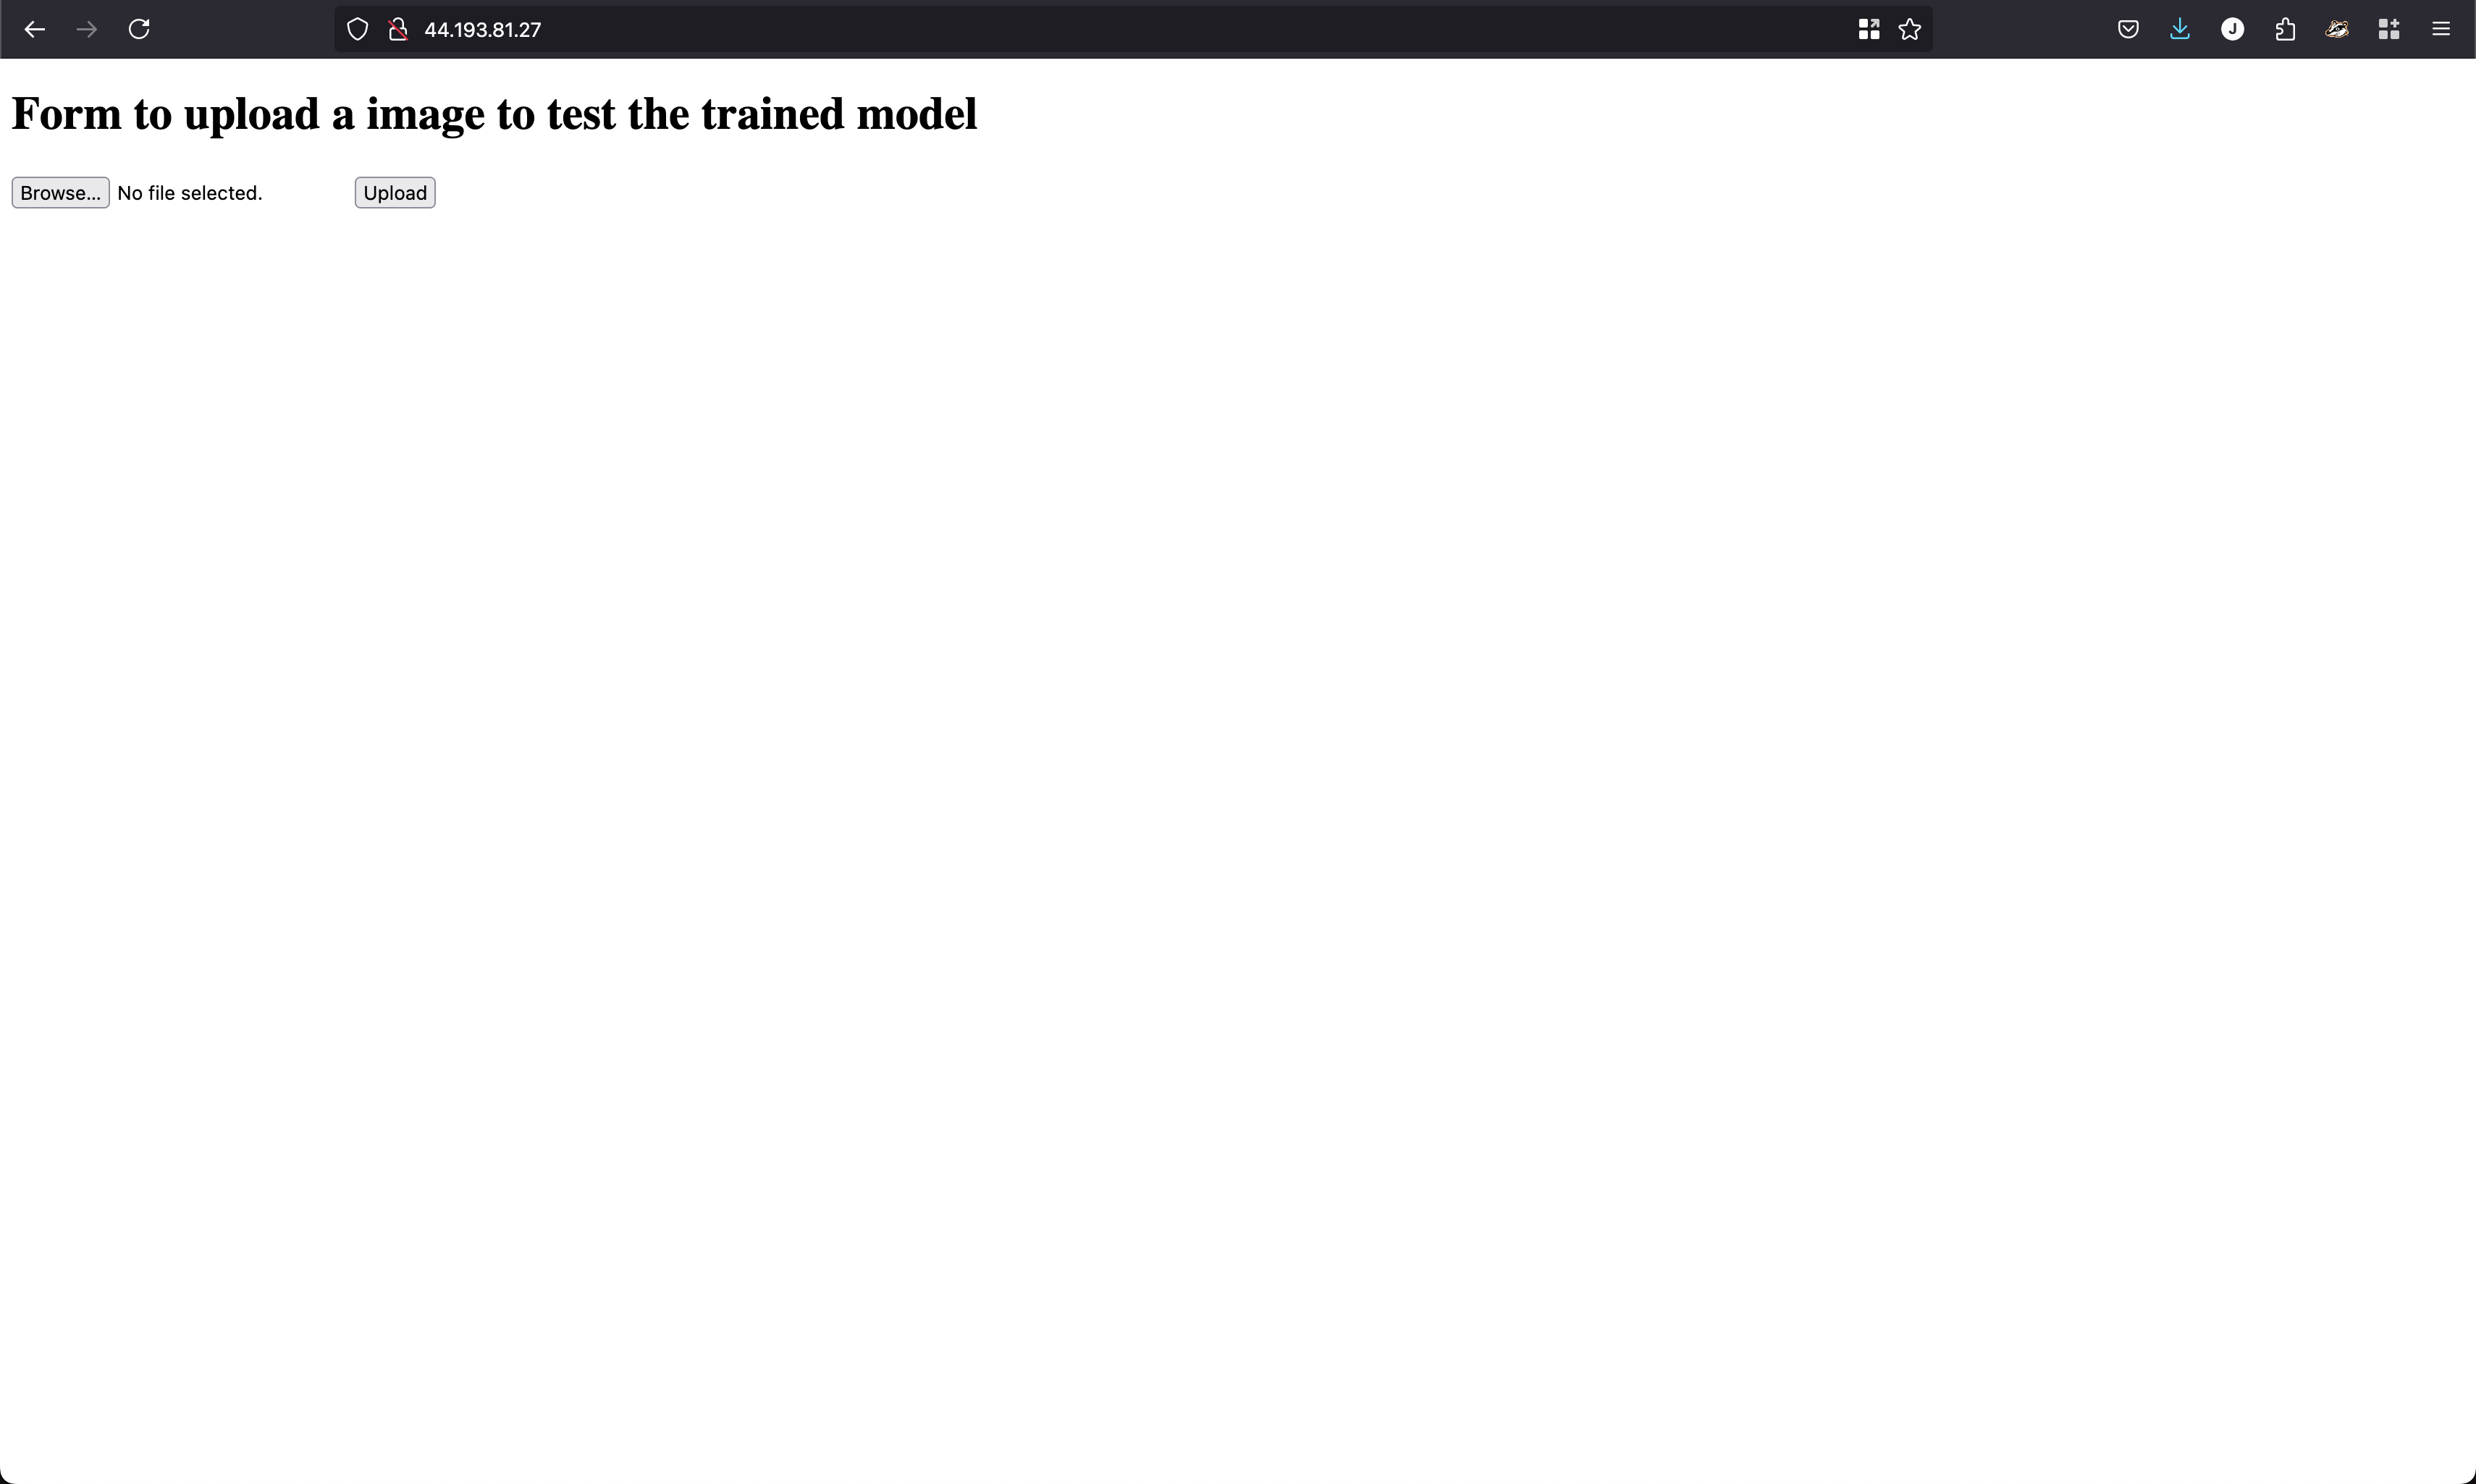 44.193.81.27
J
Form to upload a image to test the trained model
Browse... No file selected. Upload